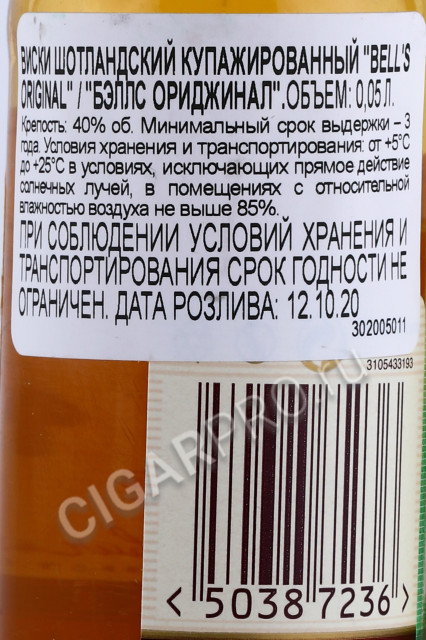 ВИСКИ ШОТЛАНДСКИЙ КУПАЖИРОВАННЫЙ "BELL'S
ORIGINAL" / "БЭЛЛС ОРИДЖИНАЛ".ОБЪЕМ: 0,05 Л.
Крепость: 40% об. Минимальный срок выдержки – 3
года. Условия хранения и транспортирования: от +5°C
до +25°C в условиях, исключающих прямое действие
солнечных лучей, в помещениях с относительной
влажностью воздуха не выше 85%.
ПРИ СОБЛЮДЕНИИ УСЛОВИЙ ХРАНЕНИЯ И
ТРАНСПОРТИРОВАНИЯ СРОК ГОДНОСТИ НЕ
ОГРАНИЧЕН. ДАТА РОЗЛИВА: 12.10.20
302005011
3105433193
CIGARPRO.ru
< 5038 7236 >